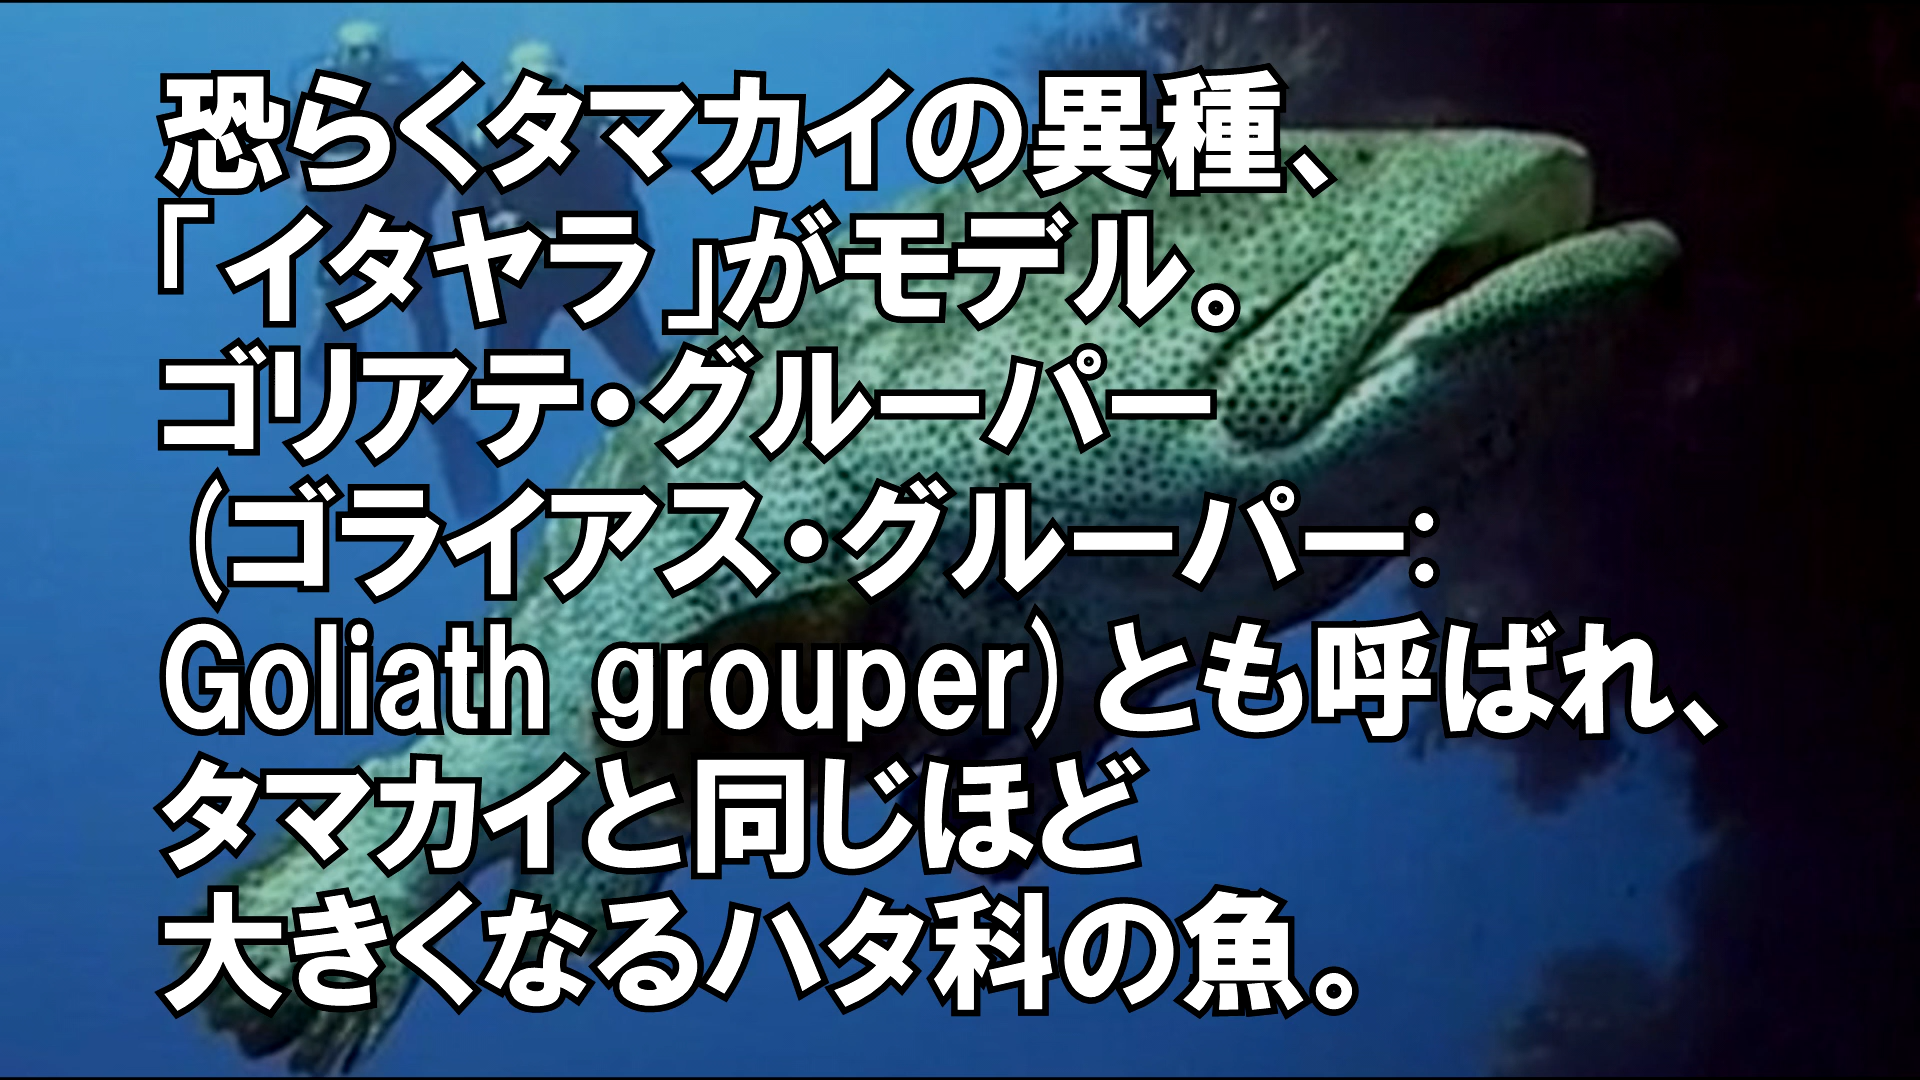 恐らくタマカイの異種、
「イタヤラ」がモデル。
ゴリアテ・グルーパー
(ゴライアス・グルーパー:
Goliath grouper)とも呼ばれ、
タマカイと同じほど
大きくなるハタ科の魚。